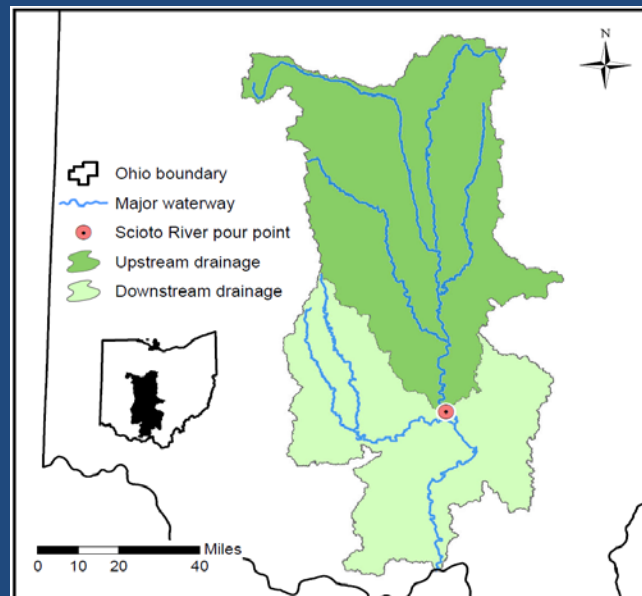 N
Ohio boundary
Major waterway
Scioto River pour point
Upstream drainage
Downstream drainage
Miles
0 10 20 40